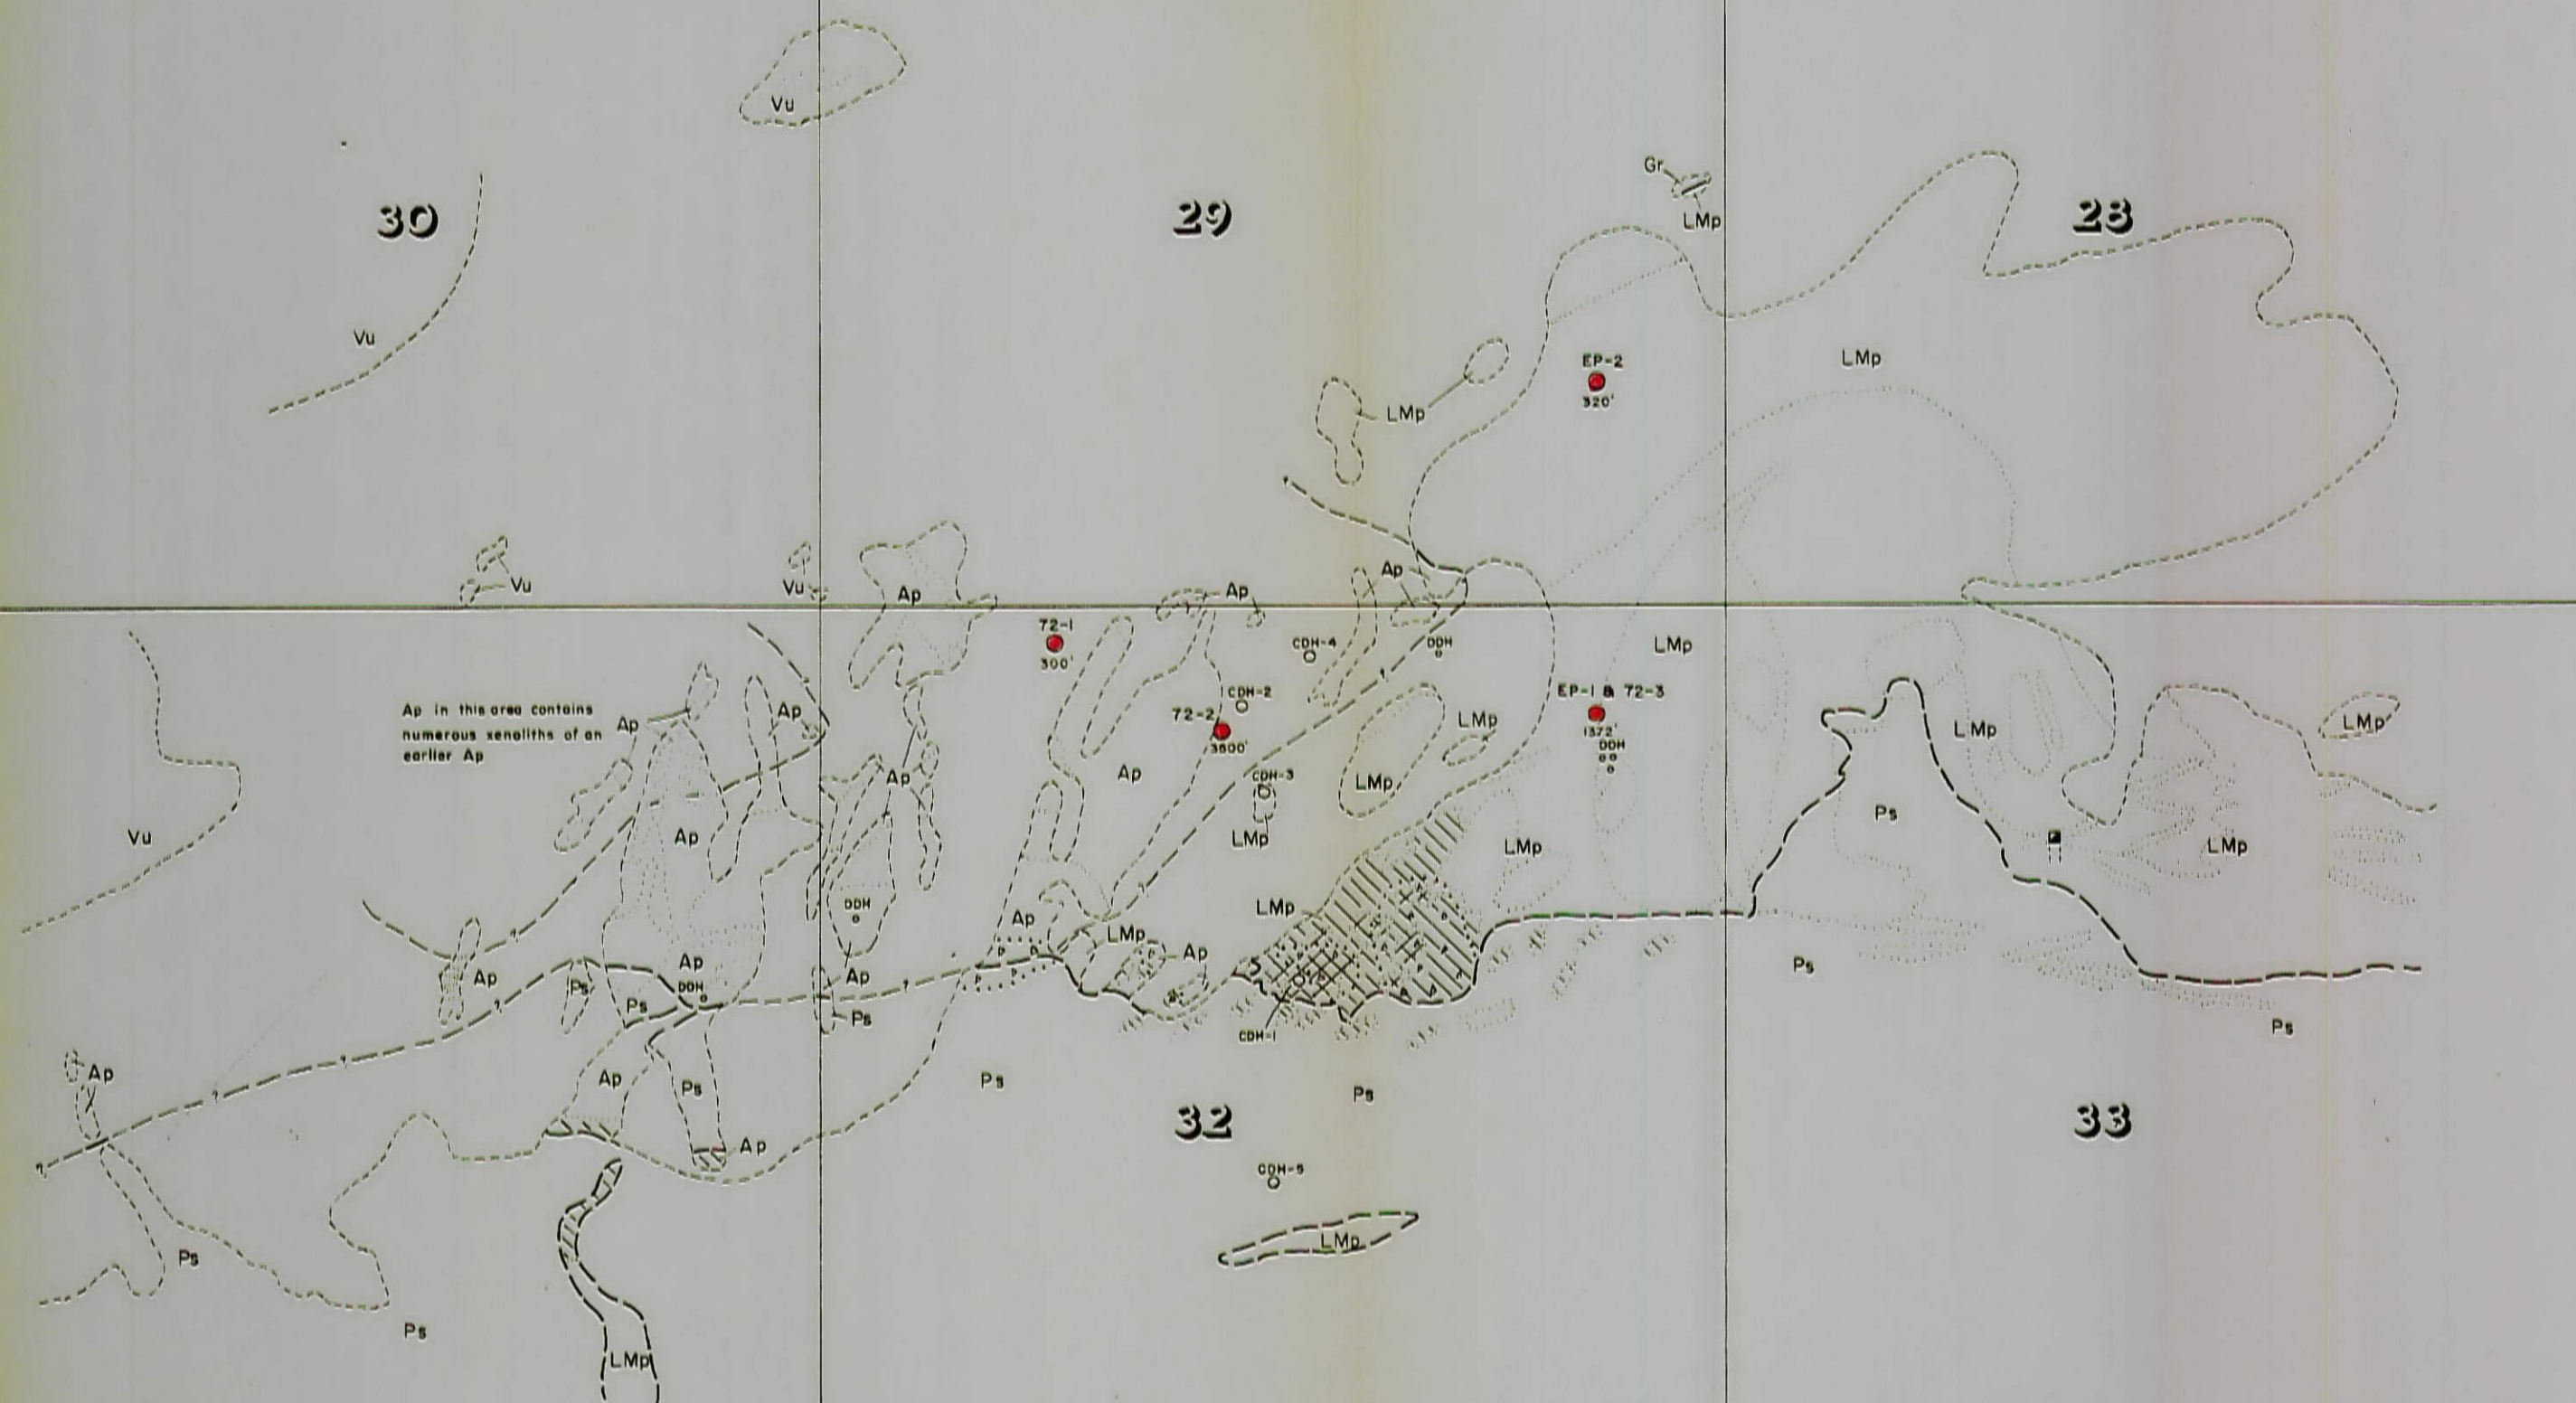 Vu
Gr
LMp
30
29
28
Vu
EP-2
320'
LMp
LMp
Ap
Vu
Vu
Ap
Ap
72-1
300'
CDH-4
DDH
LMp
Ap in this area contains
numerous xenoliths of an
earlier Ap
Ap
Ap
CDH-2
72-2
3600'
LMp
EP-1 & 72-3
1372'
DDH
LMp
LMp
Ap
Ap
CDH-3
LMp
Ps
Vu
Ap
LMp
LMp
LMp
DDH
Ap
LMp
LMp
Ap
Ps
Ap
Ap
Ps
Ps
DDH
Ap
Ps
CDH-1
Ps
Ap
Ap
Ps
Ps
Ps
32
33
Ap
CDH-5
Ps
LMp
Ps
LMp